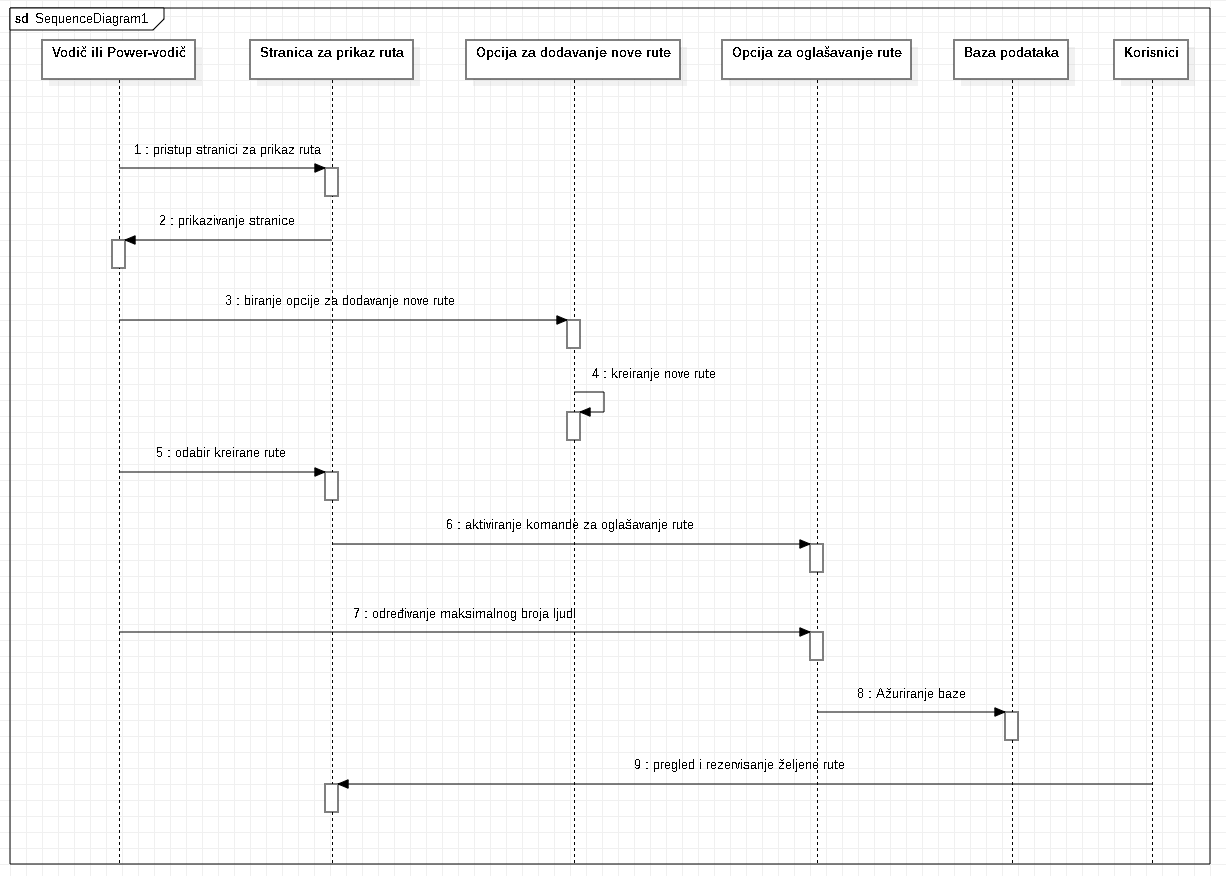 sd SequenceDiagram1
Vodič ili Power-vodič
Stranica za prikaz ruta
Opcija za dodavanje nove rute
Opcija za oglašavanje rute
Baza podataka
Korisnici
1 : pristup stranici za prikaz ruta
2 : prikazivanje stranice
3 : biranje opcije za dodavanje nove rute
4 : kreiranje nove rute
5 : odabir kreirane rute
6 : aktiviranje komande za oglašavanje rute
7 : određivanje maksimalnog broja ljudi
8 : Ažuriranje baze
9 : pregled i rezervisanje željene rute